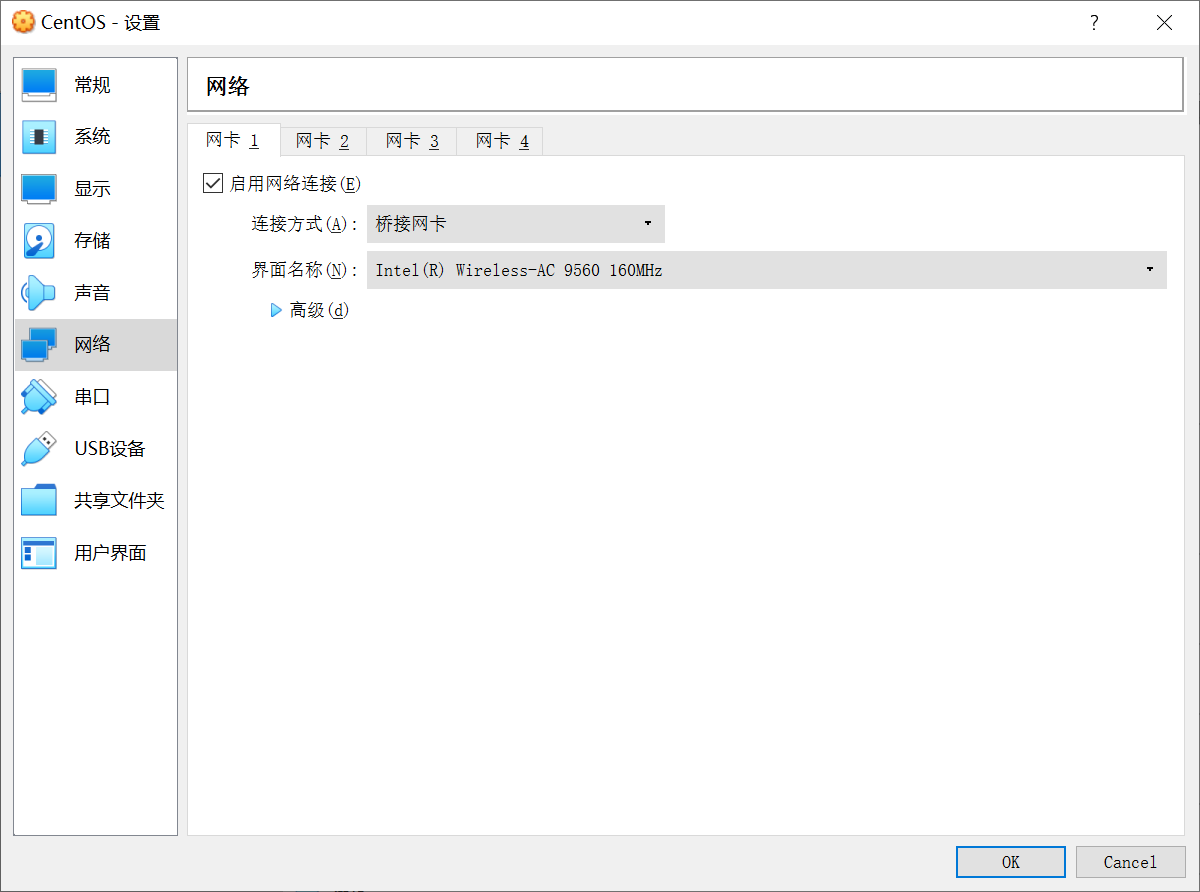 CentOS - 设置
?
常规
系统
显示
存储
声音
网络
串口
USB设备
共享文件夹
用户界面
网络
网卡 1 网卡 2 网卡 3 网卡 4
启用网络连接(E)
连接方式(A): 桥接网卡
界面名称(N): Intel(R) Wireless-AC 9560 160MHz
高级(d)
OK Cancel